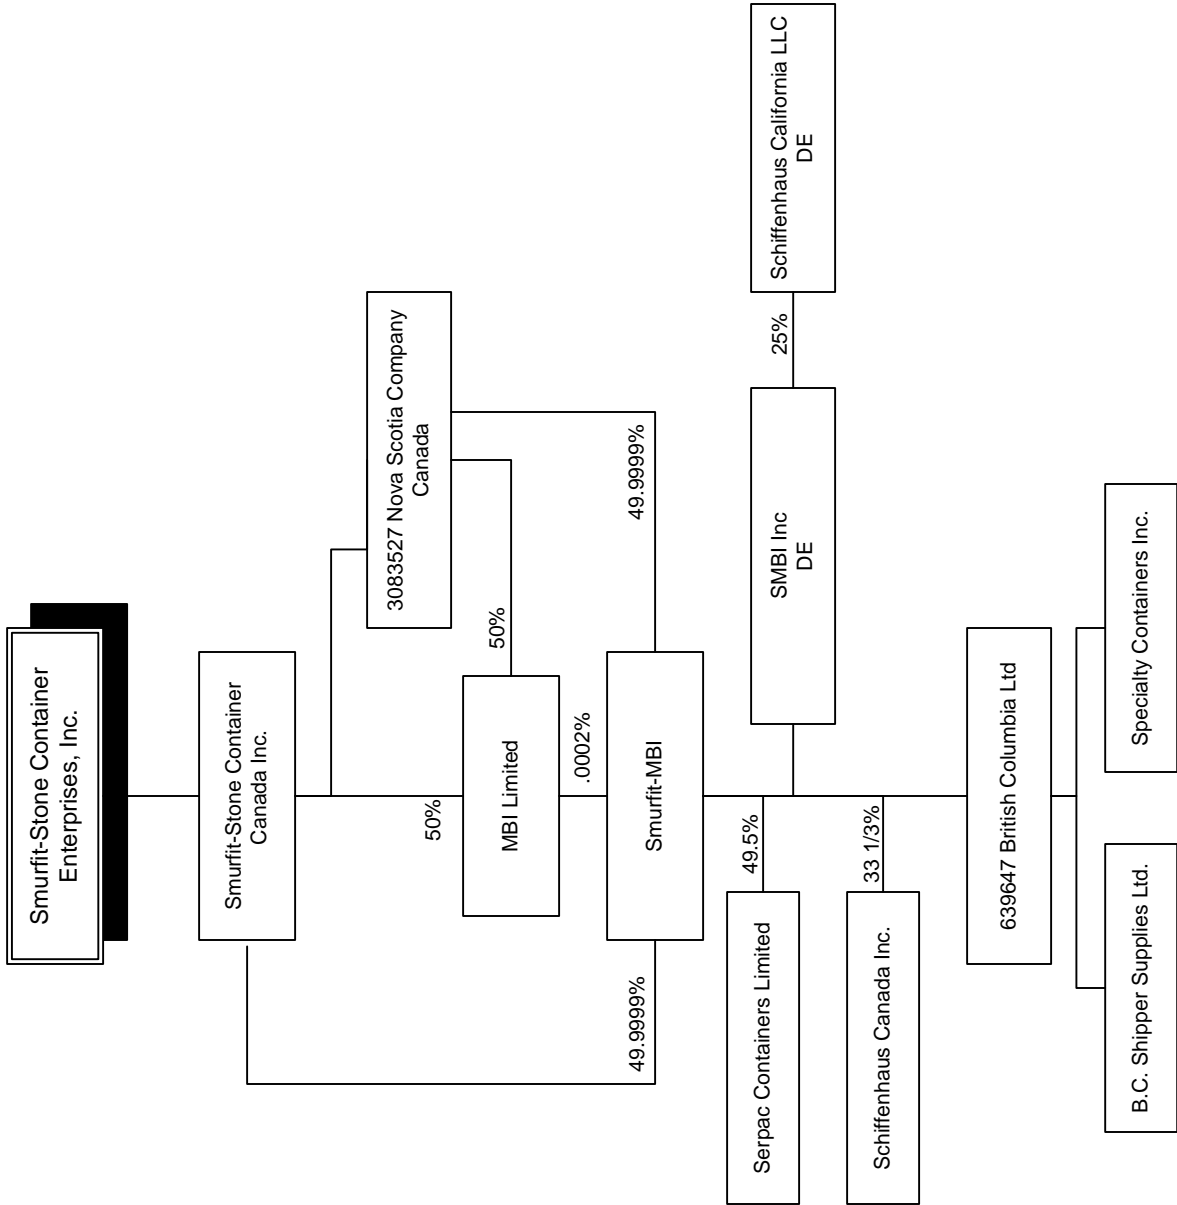 Smurfit-Stone Container
Enterprises, Inc.
Smurfit-Stone Container
Canada Inc.
3083527 Nova Scotia Company
Canada
50%
50%
MBI Limited
.0002%
49.9999%
49.9999%
Smurfit-MBI
49.5%
Serpac Containers Limited
SMBI Inc
DE
25%
Schiffenhaus California LLC
DE
33 1/3%
Schiffenhaus Canada Inc.
639647 British Columbia Ltd
B.C. Shipper Supplies Ltd.
Specialty Containers Inc.